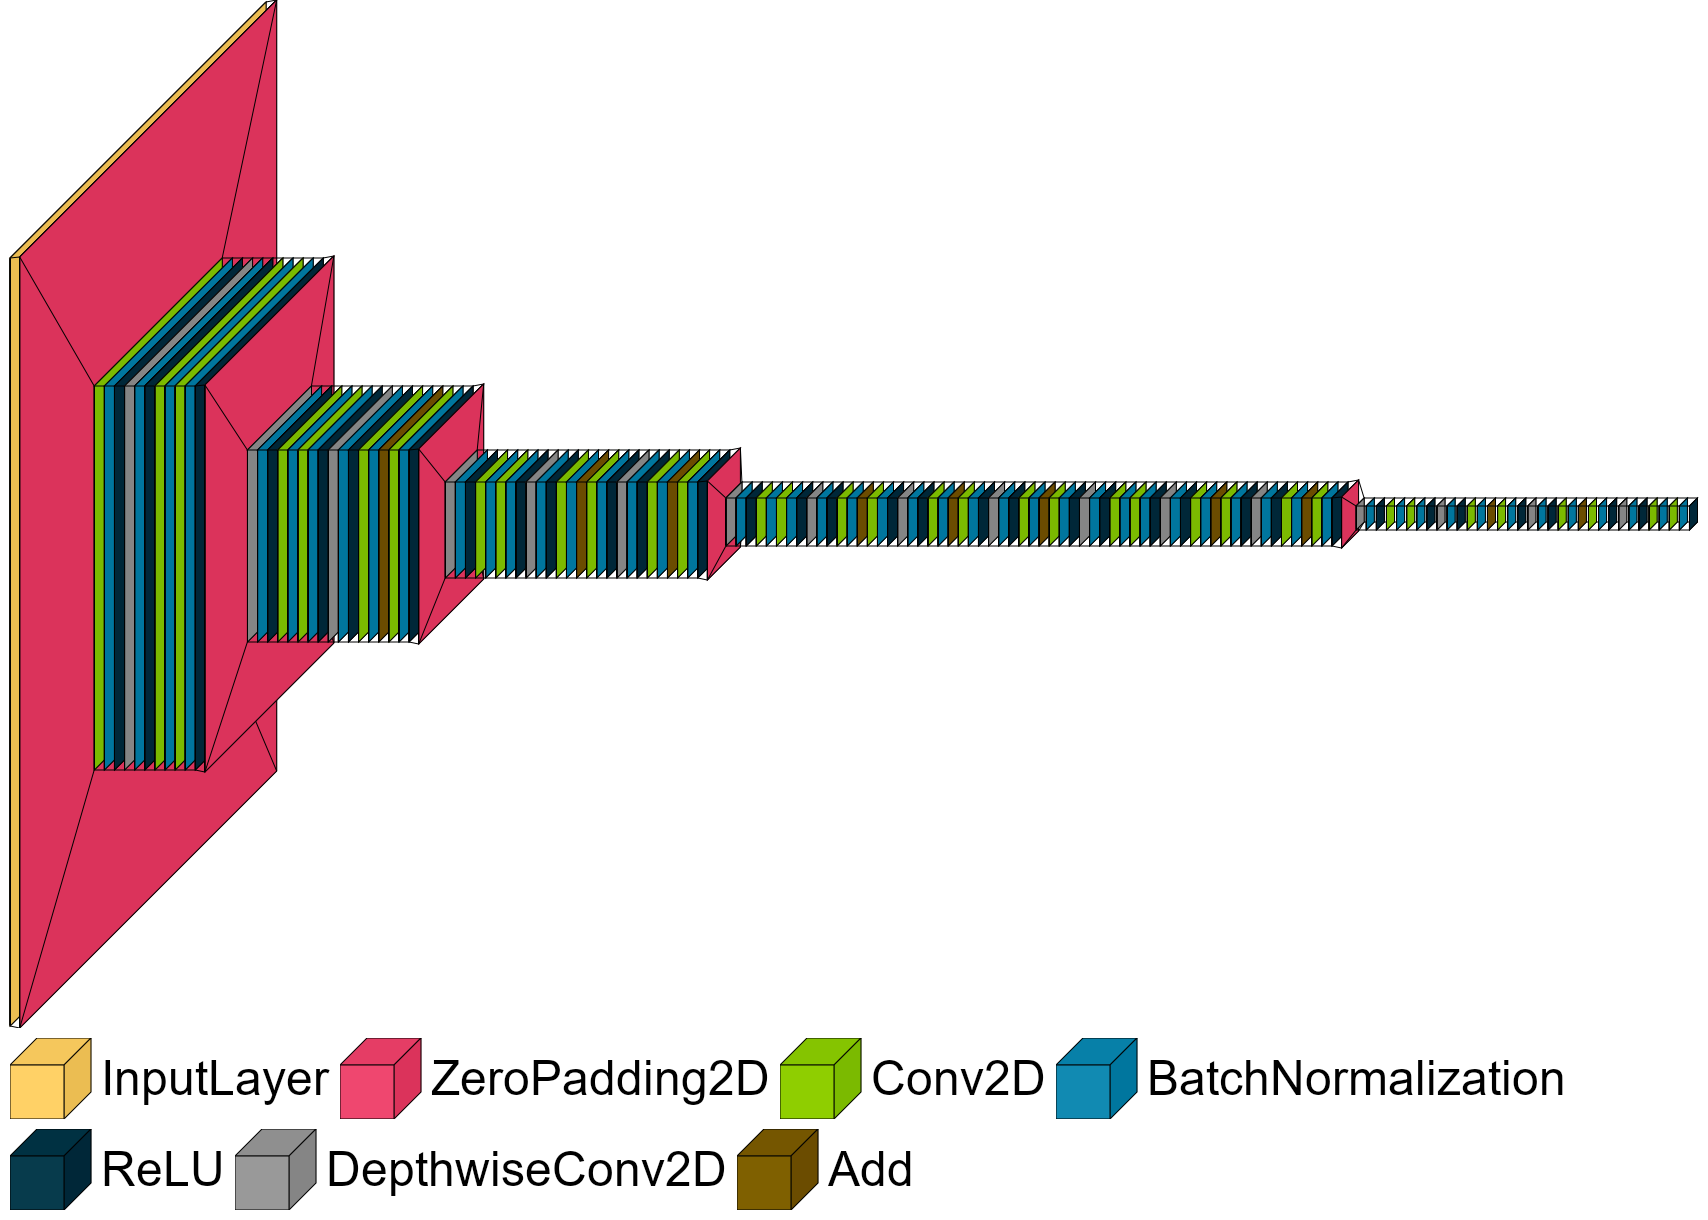 InputLayer ZeroPadding2D Conv2D BatchNormalization
ReLU DepthwiseConv2D Add